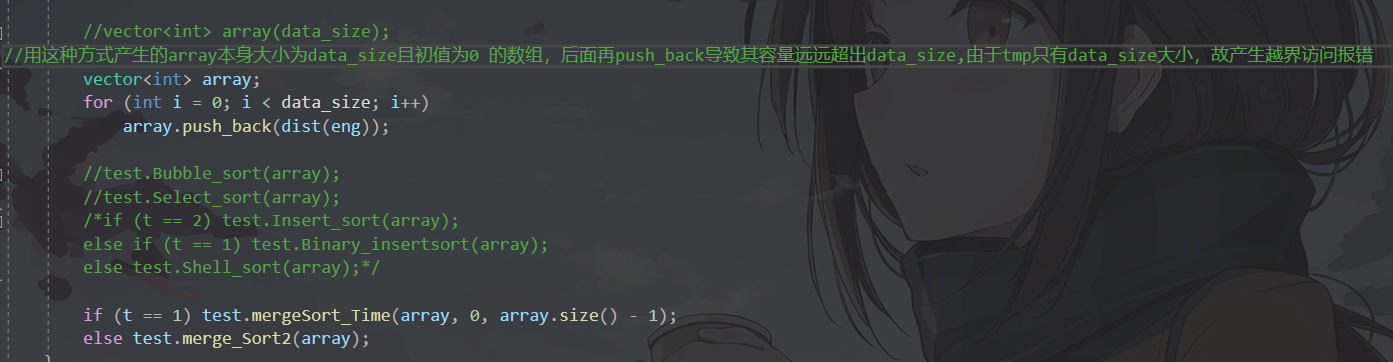 //vector<int> array(data_size);
//用这种方式产生的array本身大小为data_size且初值为0 的数组，后面再push_back导致其容量远远超出data_size,由于tmp只有data_size大小，故产生越界访问报错
vector<int> array;
for (int i = 0; i < data_size; i++)
array.push_back(dist(eng));
//test.Bubble_sort(array);
//test.Select_sort(array);
/*if (t == 2) test.Insert_sort(array);
else if (t == 1) test.Binary_insertsort(array);
else test.Shell_sort(array);*/
if (t == 1) test.mergeSort_Time(array, 0, array.size() - 1);
else test.merge_Sort2(array);